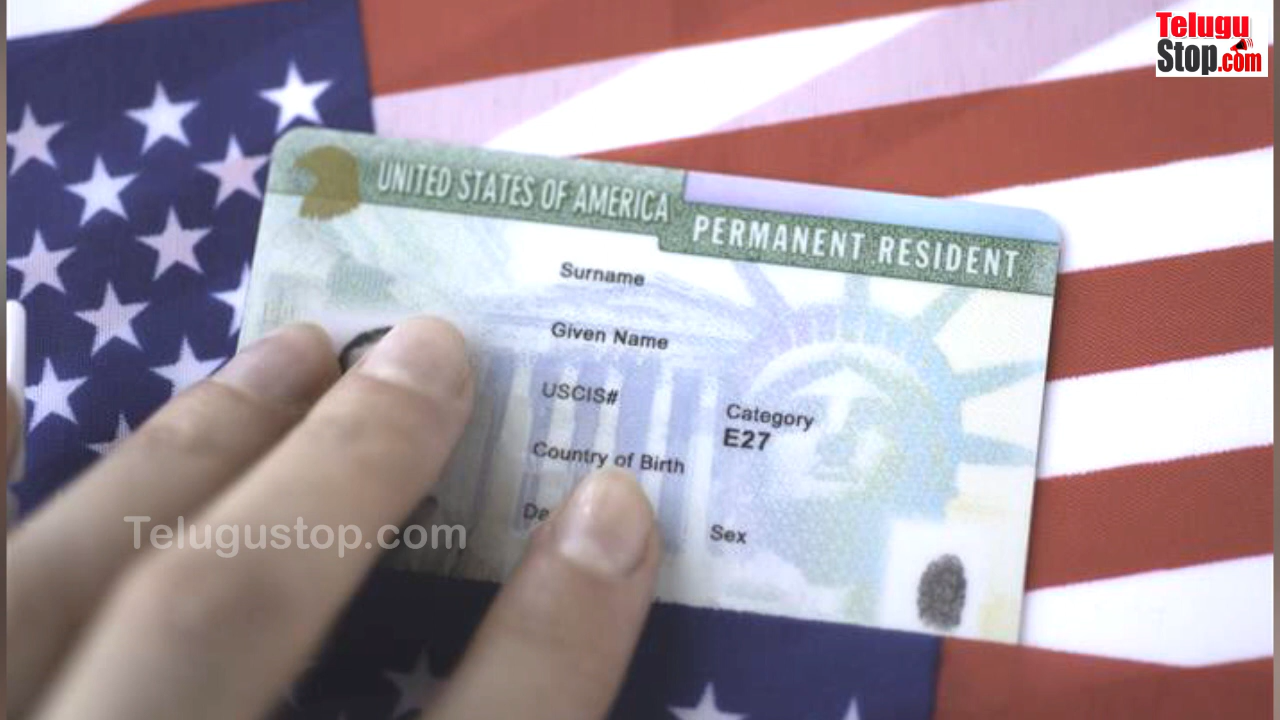 Telugu
Stop.com
UNITED STATES OF AMERICA
PERMANENT RESIDENT
Surname
Given Name
USCIS#
Category
E27
Country of Birth
Sex
Telugustop.com